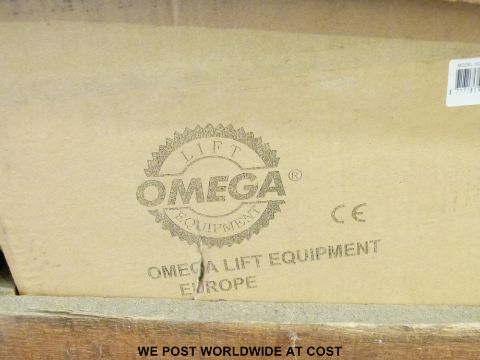 LIFT
OMEGA®
EQUIPMENT
CE
OMEGA LIFT EQUIPMENT
EUROPE
WE POST WORLDWIDE AT COST